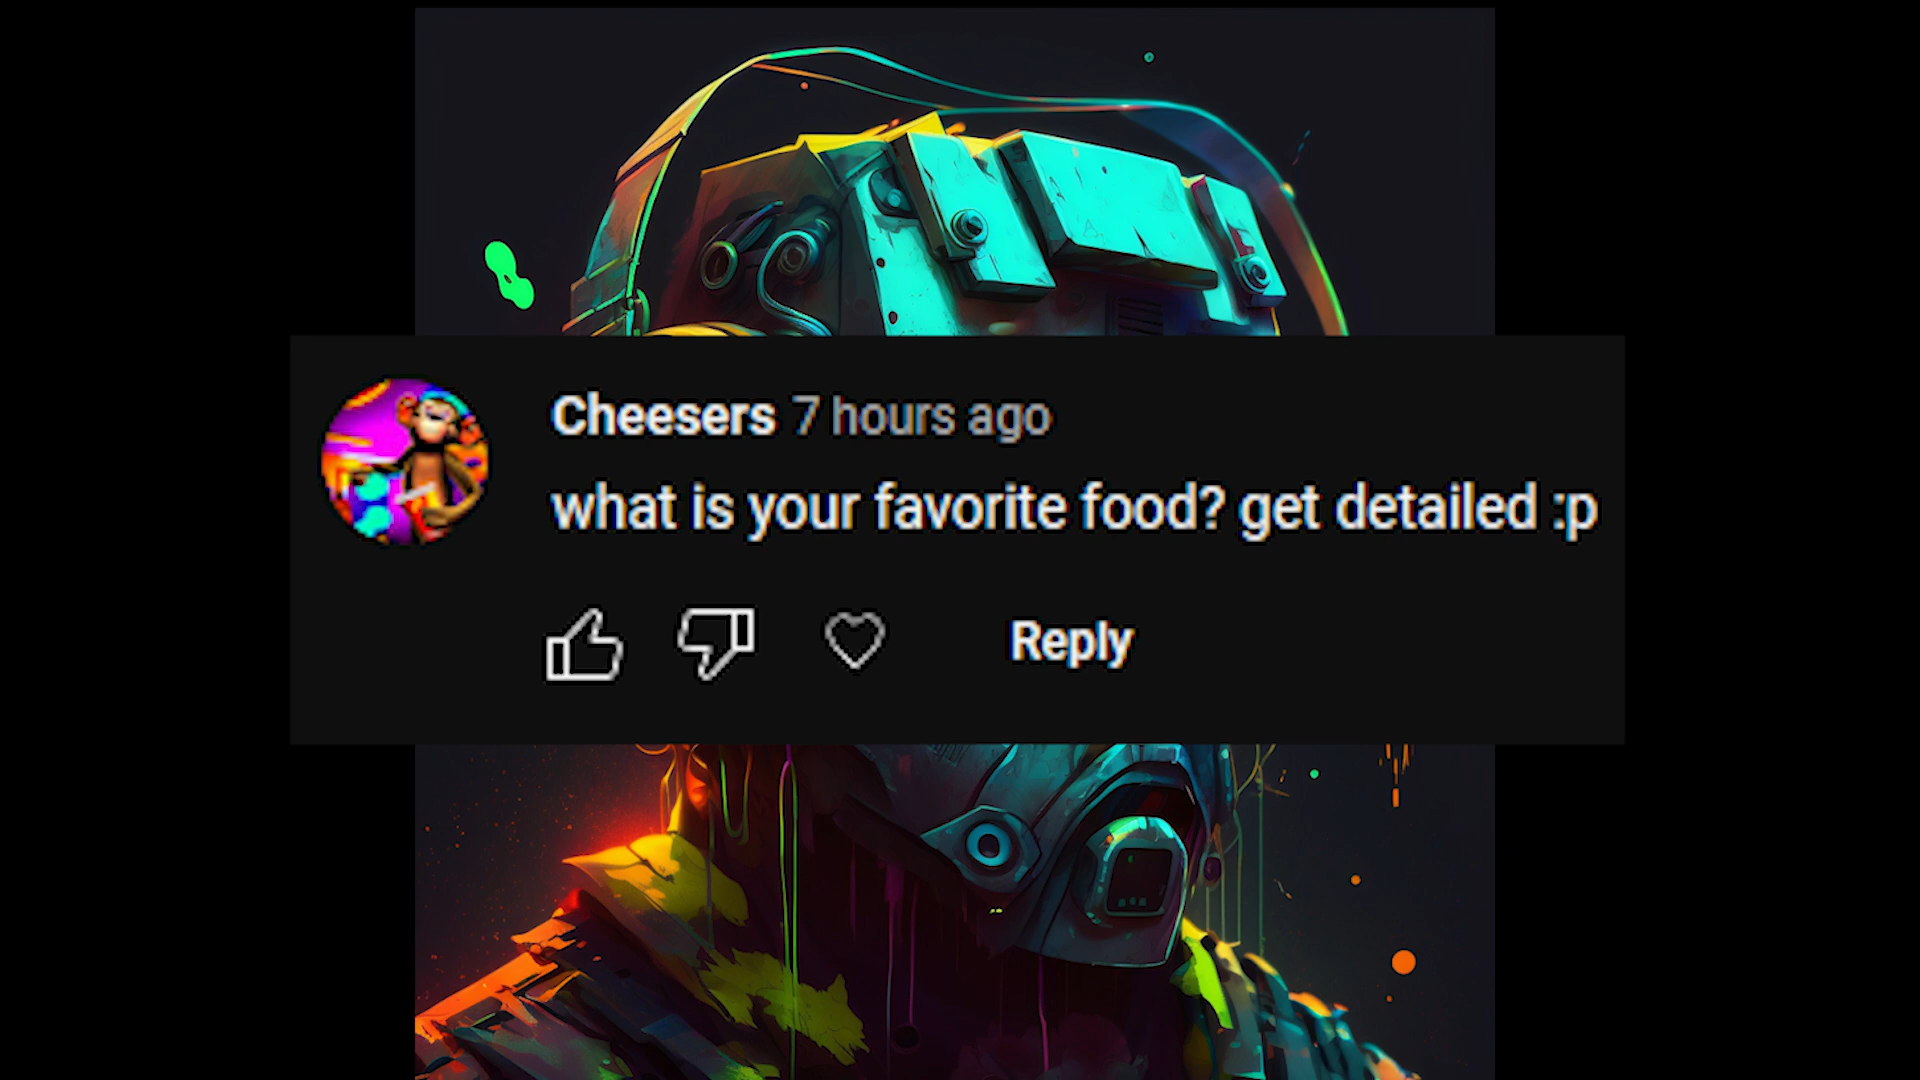 Cheesers 7 hours ago
what is your favorite food? get detailed :p
Reply